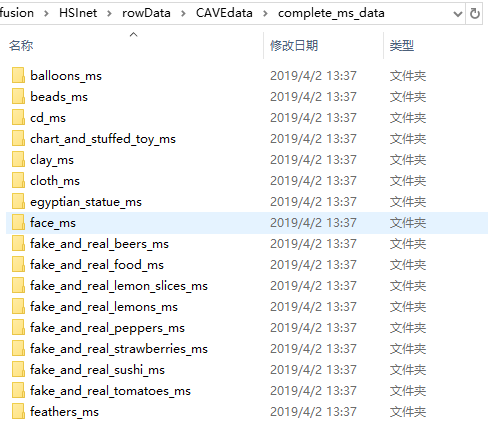 fusion > HSInet > rowData > CAVEdata > complete_ms_data
名称 修改日期 类型
balloons_ms 2019/4/2 13:37 文件夹
beads_ms 2019/4/2 13:37 文件夹
cd_ms 2019/4/2 13:37 文件夹
chart_and_stuffed_toy_ms 2019/4/2 13:37 文件夹
clay_ms 2019/4/2 13:37 文件夹
cloth_ms 2019/4/2 13:37 文件夹
egyptian_statue_ms 2019/4/2 13:37 文件夹
face_ms 2019/4/2 13:37 文件夹
fake_and_real_beers_ms 2019/4/2 13:37 文件夹
fake_and_real_food_ms 2019/4/2 13:37 文件夹
fake_and_real_lemon_slices_ms 2019/4/2 13:37 文件夹
fake_and_real_lemons_ms 2019/4/2 13:37 文件夹
fake_and_real_peppers_ms 2019/4/2 13:37 文件夹
fake_and_real_strawberries_ms 2019/4/2 13:37 文件夹
fake_and_real_sushi_ms 2019/4/2 13:37 文件夹
fake_and_real_tomatoes_ms 2019/4/2 13:37 文件夹
feathers_ms 2019/4/2 13:37 文件夹